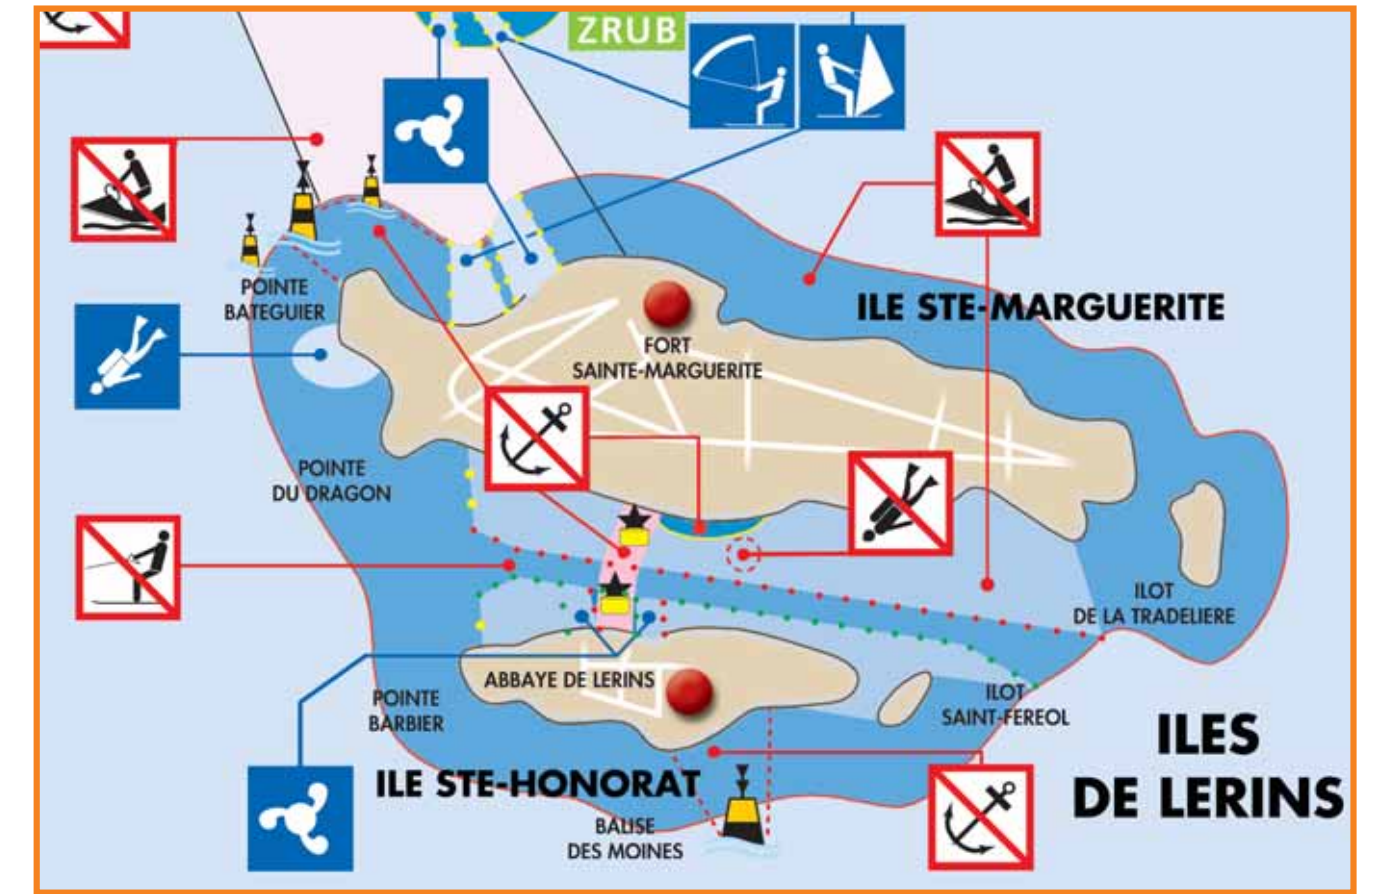 ZRUB
POINTE
BATEGUIER
ILE STE-MARGUERITE
FORT
SAINTE-MARGUERITE
POINTE
DU DRAGON
ILOT
DE LA TRADELIERE
ABBAYE DE LERINS
POINTE
BARBIER
ILOT
SAINT-FEREOL
ILES
DE LERINS
ILE STE-HONORAT
BALISE
DES MOINES